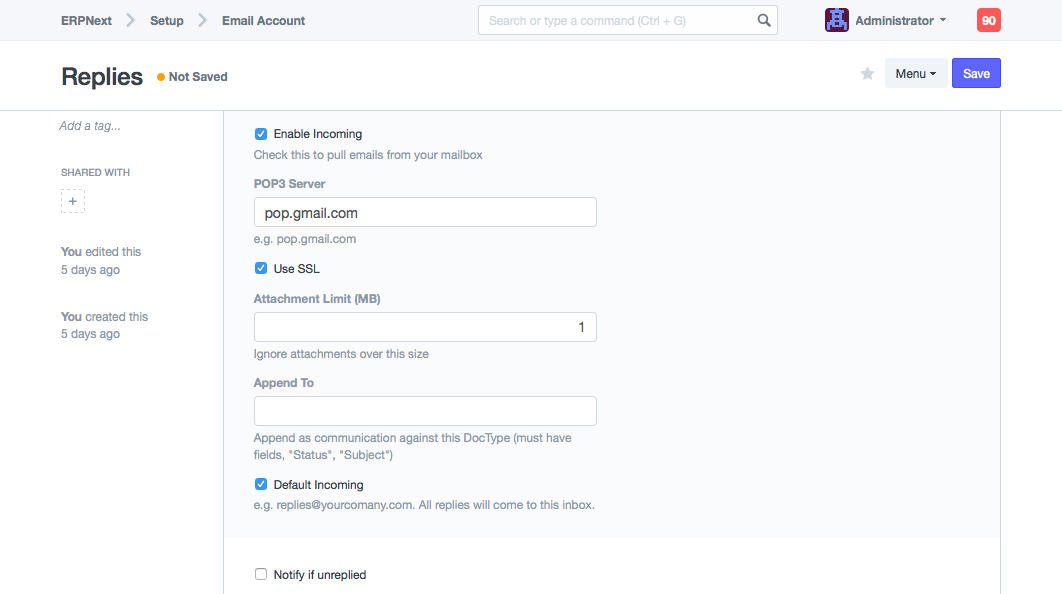 ERPNext Setup Email Account
Search or type a command (Ctrl + G)
Administrator
90
Replies
Not Saved
Menu
Save
Add a tag...
SHARED WITH
+
You edited this
5 days ago
You created this
5 days ago
Enable Incoming
Check this to pull emails from your mailbox
POP3 Server
pop.gmail.com
e.g. pop.gmail.com
Use SSL
Attachment Limit (MB)
1
Ignore attachments over this size
Append To
Append as communication against this DocType (must have
fields, "Status", "Subject")
Default Incoming
e.g. replies@yourcomany.com. All replies will come to this inbox.
Notify if unreplied